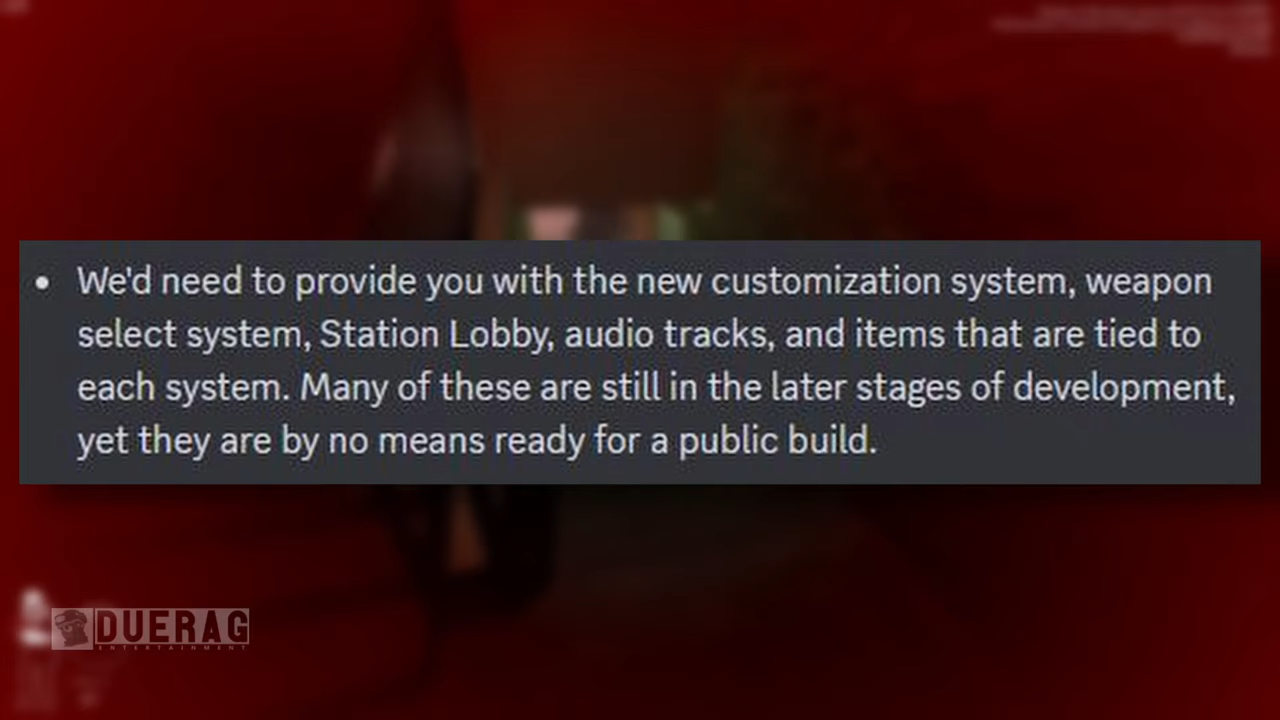 • We'd need to provide you with the new customization system, weapon
select system, Station Lobby, audio tracks, and items that are tied to
each system. Many of these are still in the later stages of development,
yet they are by no means ready for a public build.
DUERAG
ENTERTAINMENT